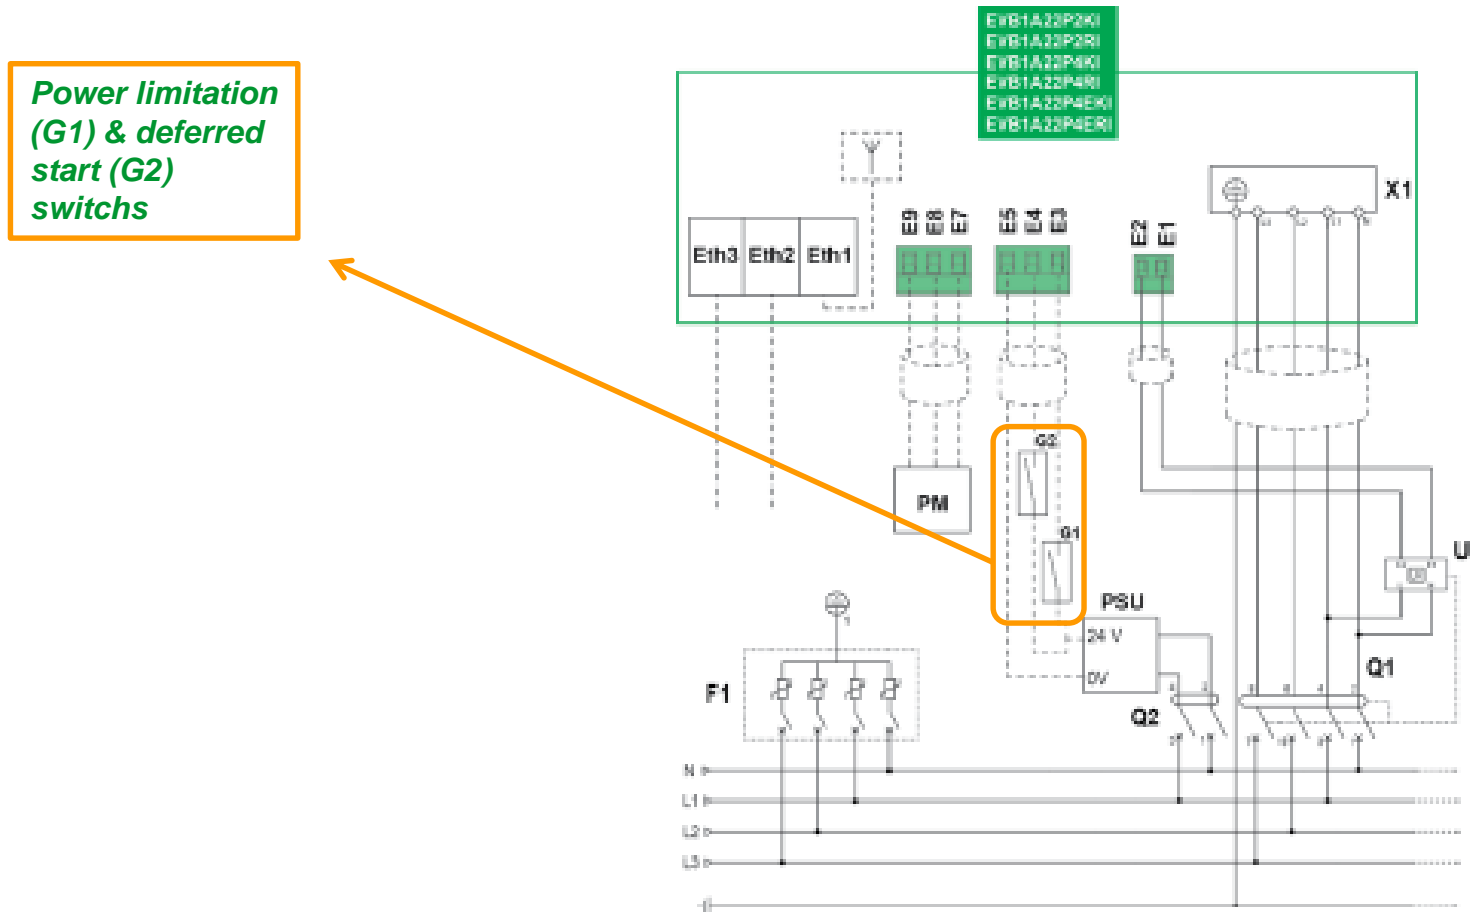 Power limitation
(G1) & deferred
start (G2)
switchs
EVB1A22P2KI
EVB1A22P2RI
EVB1A22P4KI
EVB1A22P4RI
EVB1A22P4EKI
EVB1A22P4ERI
X1
E9 E8 E7
E5 E4 E3
E2 E1
Eth3 Eth2 Eth1
G2
PM
G1
U
PSU
24 V
0V
Q1
Q2
F1
1
N
L1
L2
L3